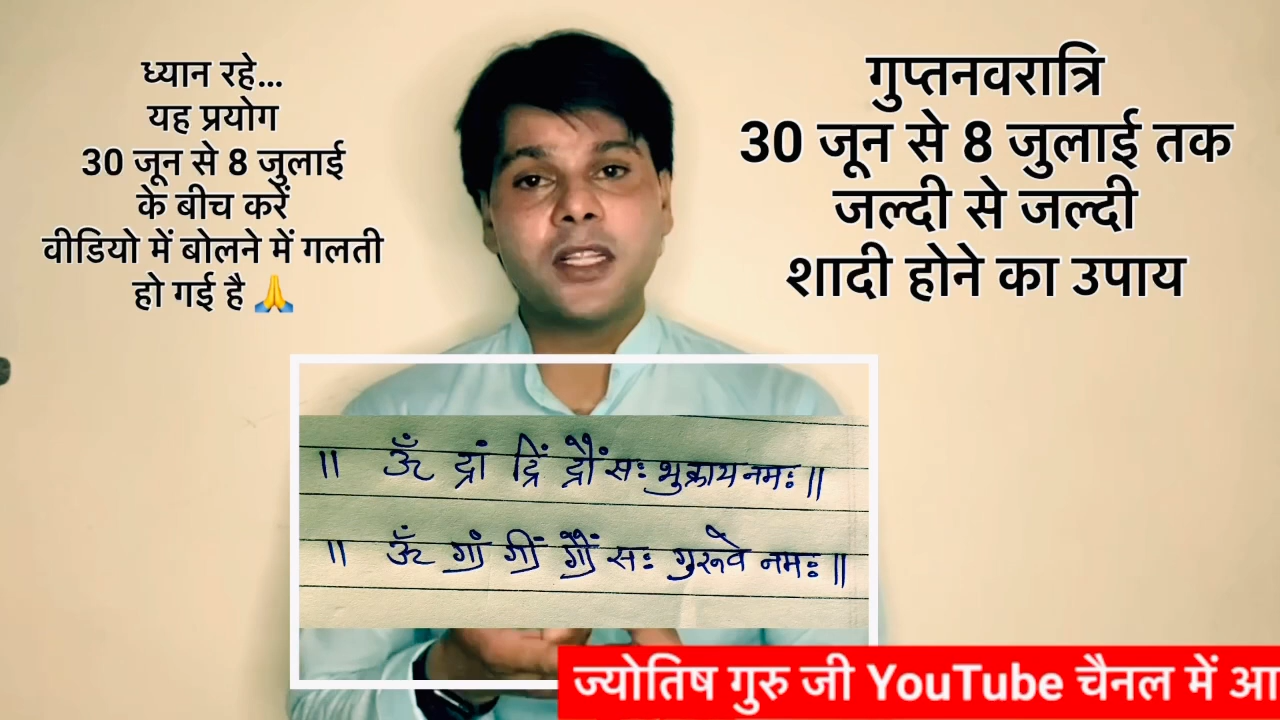 ध्यान रहे...
यह प्रयोग
30 जून से 8 जुलाई
के बीच करें
वीडियो में बोलने में गलती
हो गई है 🙏
गुप्तनवरात्रि
30 जून से 8 जुलाई तक
जल्दी से जल्दी
शादी होने का उपाय
॥ ॐ द्रां द्रिं द्रौं सः शुक्राय नमः ॥
॥ ॐ गां गीं गौं सः गुरूवे नमः ॥
ज्योतिष गुरु जी YouTube चैनल में आ